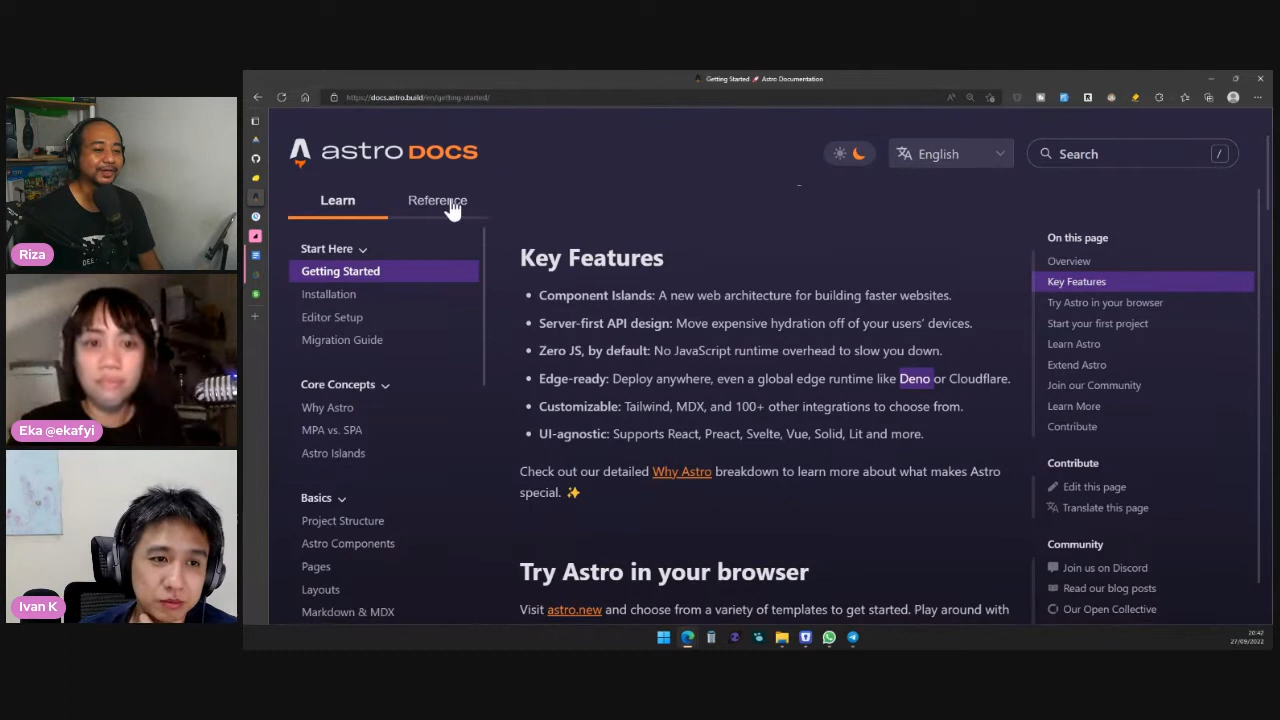 Getting Started 🚀 Astro Documentation
https://docs.astro.build/en/getting-started/
astro DOCS
English
Search
/
Learn
Reference
Start Here
Getting Started
Installation
Editor Setup
Migration Guide
Core Concepts
Why Astro
MPA vs. SPA
Astro Islands
Basics
Project Structure
Astro Components
Pages
Layouts
Markdown & MDX
Key Features
Component Islands: A new web architecture for building faster websites.
Server-first API design: Move expensive hydration off of your users’ devices.
Zero JS, by default: No JavaScript runtime overhead to slow you down.
Edge-ready: Deploy anywhere, even a global edge runtime like Deno or Cloudflare.
Customizable: Tailwind, MDX, and 100+ other integrations to choose from.
UI-agnostic: Supports React, Preact, Svelte, Vue, Solid, Lit and more.
Check out our detailed Why Astro breakdown to learn more about what makes Astro
special. ✨
Try Astro in your browser
Visit astro.new and choose from a variety of templates to get started. Play around with
On this page
Overview
Key Features
Try Astro in your browser
Start your first project
Learn Astro
Extend Astro
Join our Community
Learn More
Contribute
Contribute
Edit this page
Translate this page
Community
Join us on Discord
Read our blog posts
Our Open Collective
20:42
27/09/2022
Riza
Eka @ekafyi
Ivan K